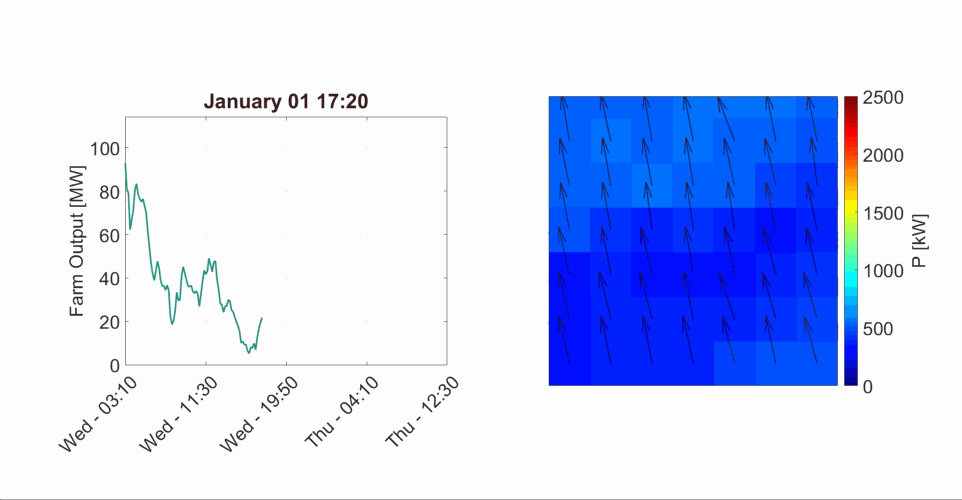 January 01 17:20
Farm Output [MW]
100
80
60
40
20
0
Wed - 03:10
Wed - 11:30
Wed - 19:50
Thu - 04:10
Thu - 12:30
2500
2000
1500
1000
500
0
P [kW]